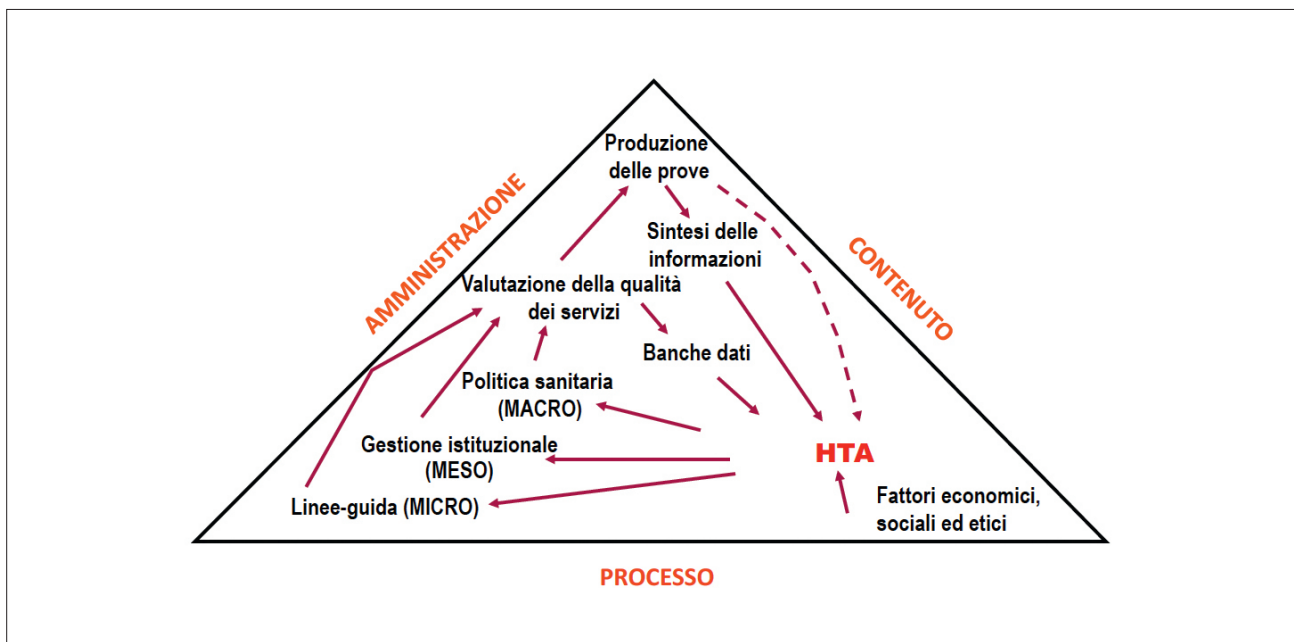 Produzione
delle prove
AMMINISTRAZIONE
CONTENUTO
Sintesi delle
informazioni
Valutazione della qualità
dei servizi
Banche dati
Politica sanitaria
(MACRO)
Gestione istituzionale
(MESO)
HTA
Linee-guida (MICRO)
Fattori economici,
sociali ed etici
PROCESSO